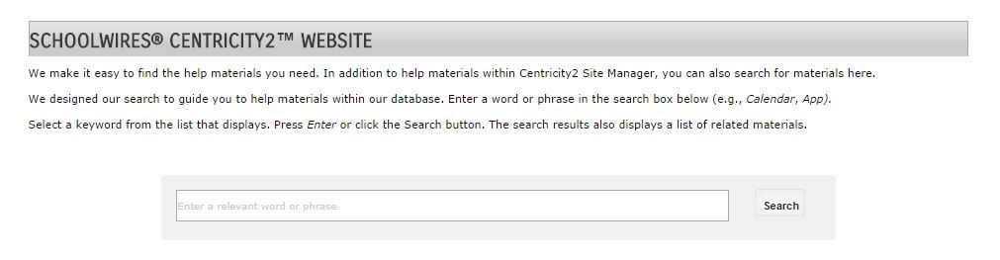 SCHOOLWIRES® CENTRICITY2™ WEBSITE
We make it easy to find the help materials you need. In addition to help materials within Centricity2 Site Manager, you can also search for materials here.
We designed our search to guide you to help materials within our database. Enter a word or phrase in the search box below (e.g., Calendar, App).
Select a keyword from the list that displays. Press Enter or click the Search button. The search results also displays a list of related materials.
Enter a relevant word or phrase Search